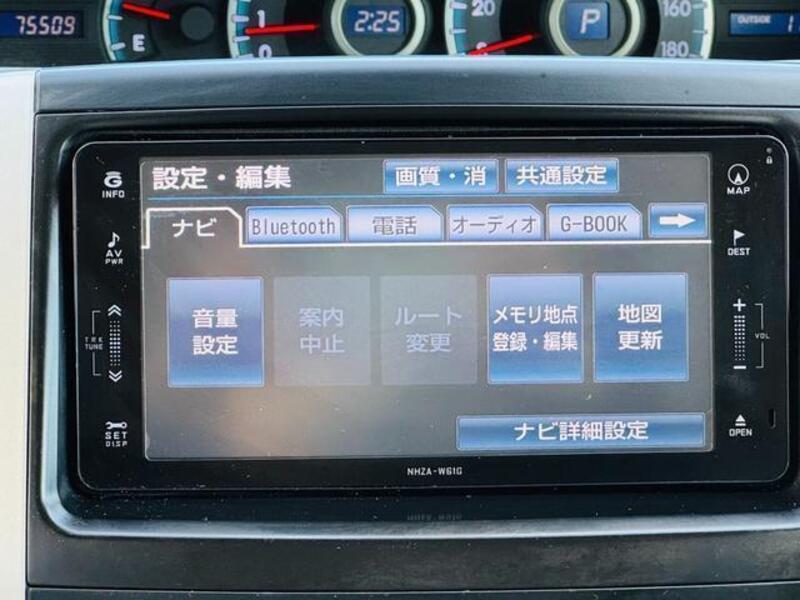 75509
E
1
0
2:25
20
P
160
180
OUTSIDE
設定・編集
画質・消
共通設定
ナビ
Bluetooth
電話
オーディオ
G-BOOK
音量
設定
案内
中止
ルート
変更
メモリ地点
登録・編集
地図
更新
ナビ詳細設定
G
INFO
AV
PWR
TRK
TUNE
SET
DISP
MAP
DEST
+
VOL
-
OPEN
NHZA-W61G